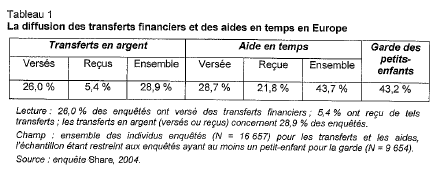 Tableau 1
La diffusion des transferts financiers et des aides en temps en Europe
Transferts en argent Aide en temps Garde des petits-enfants
Versés Reçus Ensemble Versée Reçue Ensemble
26,0 % 5,4 % 28,9 % 28,7 % 21,8 % 43,7 % 43,2 %
Lecture : 26,0 % des enquêtés ont versé des transferts financiers ; 5,4 % ont reçu de tels
transferts ; les transferts en argent (versés ou reçus) concernent 28,9 % des enquêtés.
Champ : ensemble des individus enquêtés (N = 16 657) pour les transferts et les aides,
l'échantillon étant restreint aux enquêtés ayant au moins un petit-enfant pour la garde (N = 9 654).
Source : enquête Share, 2004.